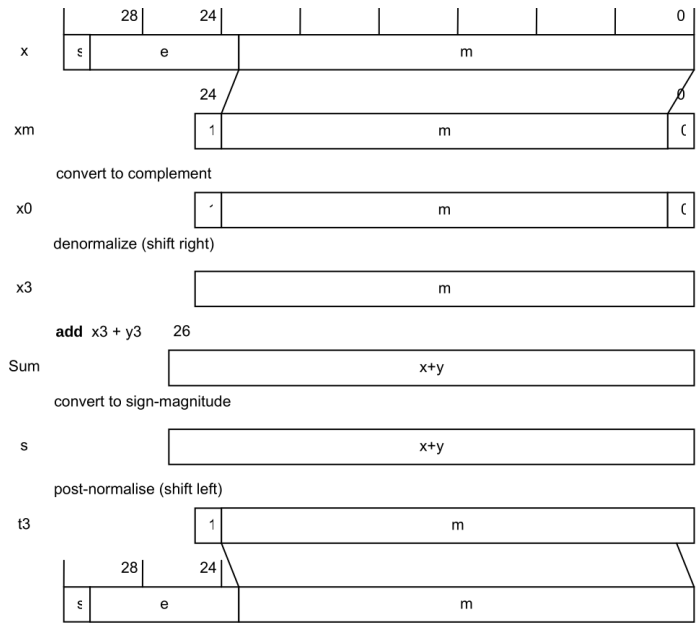 28 24 0
x s e m
24 0
xm 1 m 0
convert to complement
x0 m
denormalize (shift right)
x3 m
add x3 + y3 26
Sum x+y
convert to sign-magnitude
s x+y
post-normalise (shift left)
t3 1 m
28 24
s e m